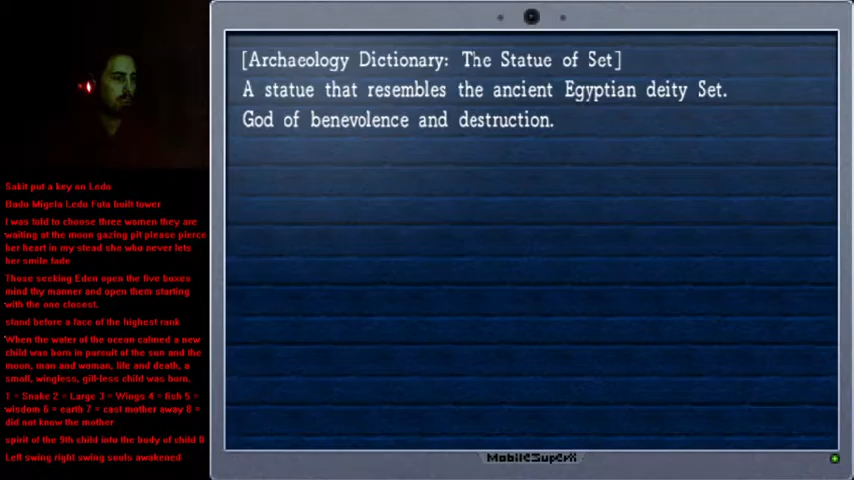 [Archaeology Dictionary: The Statue of Set]
A statue that resembles the ancient Egyptian deity Set.
God of benevolence and destruction.
Sakit put a key on Ledo
Bado Migela Ledo Futa built tower
I was told to choose three women they are
waiting at the moon gazing pit please pierce
her heart in my stead she who never lets
her smile fade
Those seeking Eden open the five boxes
mind thy manner and open them starting
with the one closest.
stand before a face of the highest rank
When the water of the ocean calmed a new
child was born in pursuit of the sun and the
moon, man and woman, life and death, a
small, wingless, gill-less child was born.
1 = Snake 2 = Large 3 = Wings 4 = fish 5 =
wisdom 6 = earth 7 = cast mother away 8 =
did not know the mother
spirit of the 9th child into the body of child 8
Left swing right swing souls awakened
MobileSuperX